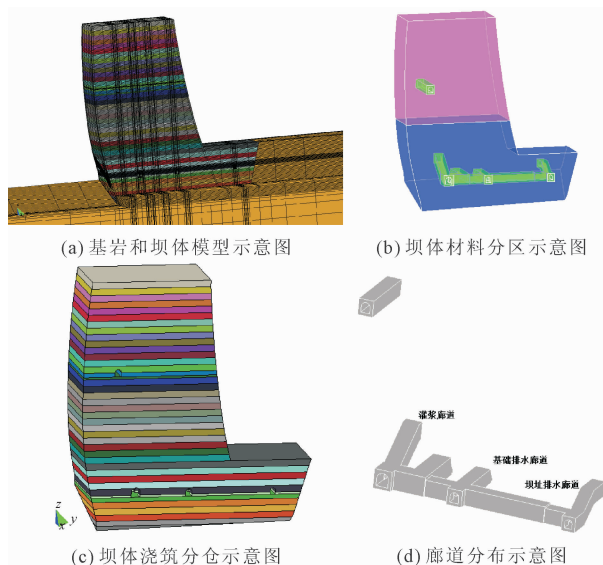 (a) 基岩和坝体模型示意图
(b) 坝体材料分区示意图
灌浆廊道
基础排水廊道
坝址排水廊道
z
y
x
(c) 坝体浇筑分仓示意图
(d) 廊道分布示意图